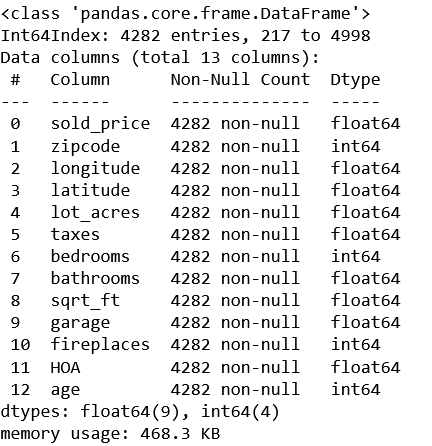 <class 'pandas.core.frame.DataFrame'>
Int64Index: 4282 entries, 217 to 4998
Data columns (total 13 columns):
 #   Column      Non-Null Count  Dtype
---  ------      --------------  -----
 0   sold_price  4282 non-null   float64
 1   zipcode     4282 non-null   int64
 2   longitude   4282 non-null   float64
 3   latitude    4282 non-null   float64
 4   lot_acres   4282 non-null   float64
 5   taxes       4282 non-null   float64
 6   bedrooms    4282 non-null   int64
 7   bathrooms   4282 non-null   float64
 8   sqrt_ft     4282 non-null   float64
 9   garage      4282 non-null   float64
 10  fireplaces  4282 non-null   int64
 11  HOA         4282 non-null   float64
 12  age         4282 non-null   int64
dtypes: float64(9), int64(4)
memory usage: 468.3 KB